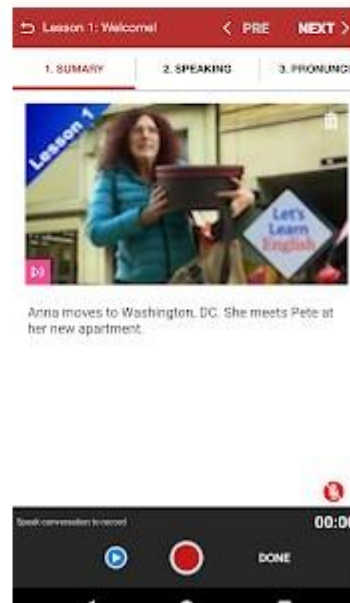 Lesson 1: Welcome!
PRE
NEXT
1. SUMARY
2. SPEAKING
3. PRONUNCI
Lesson 1
Let's
Learn
English
Anna moves to Washington, DC. She meets Pete at
her new apartment.
Speak conversation to record
00:00
DONE